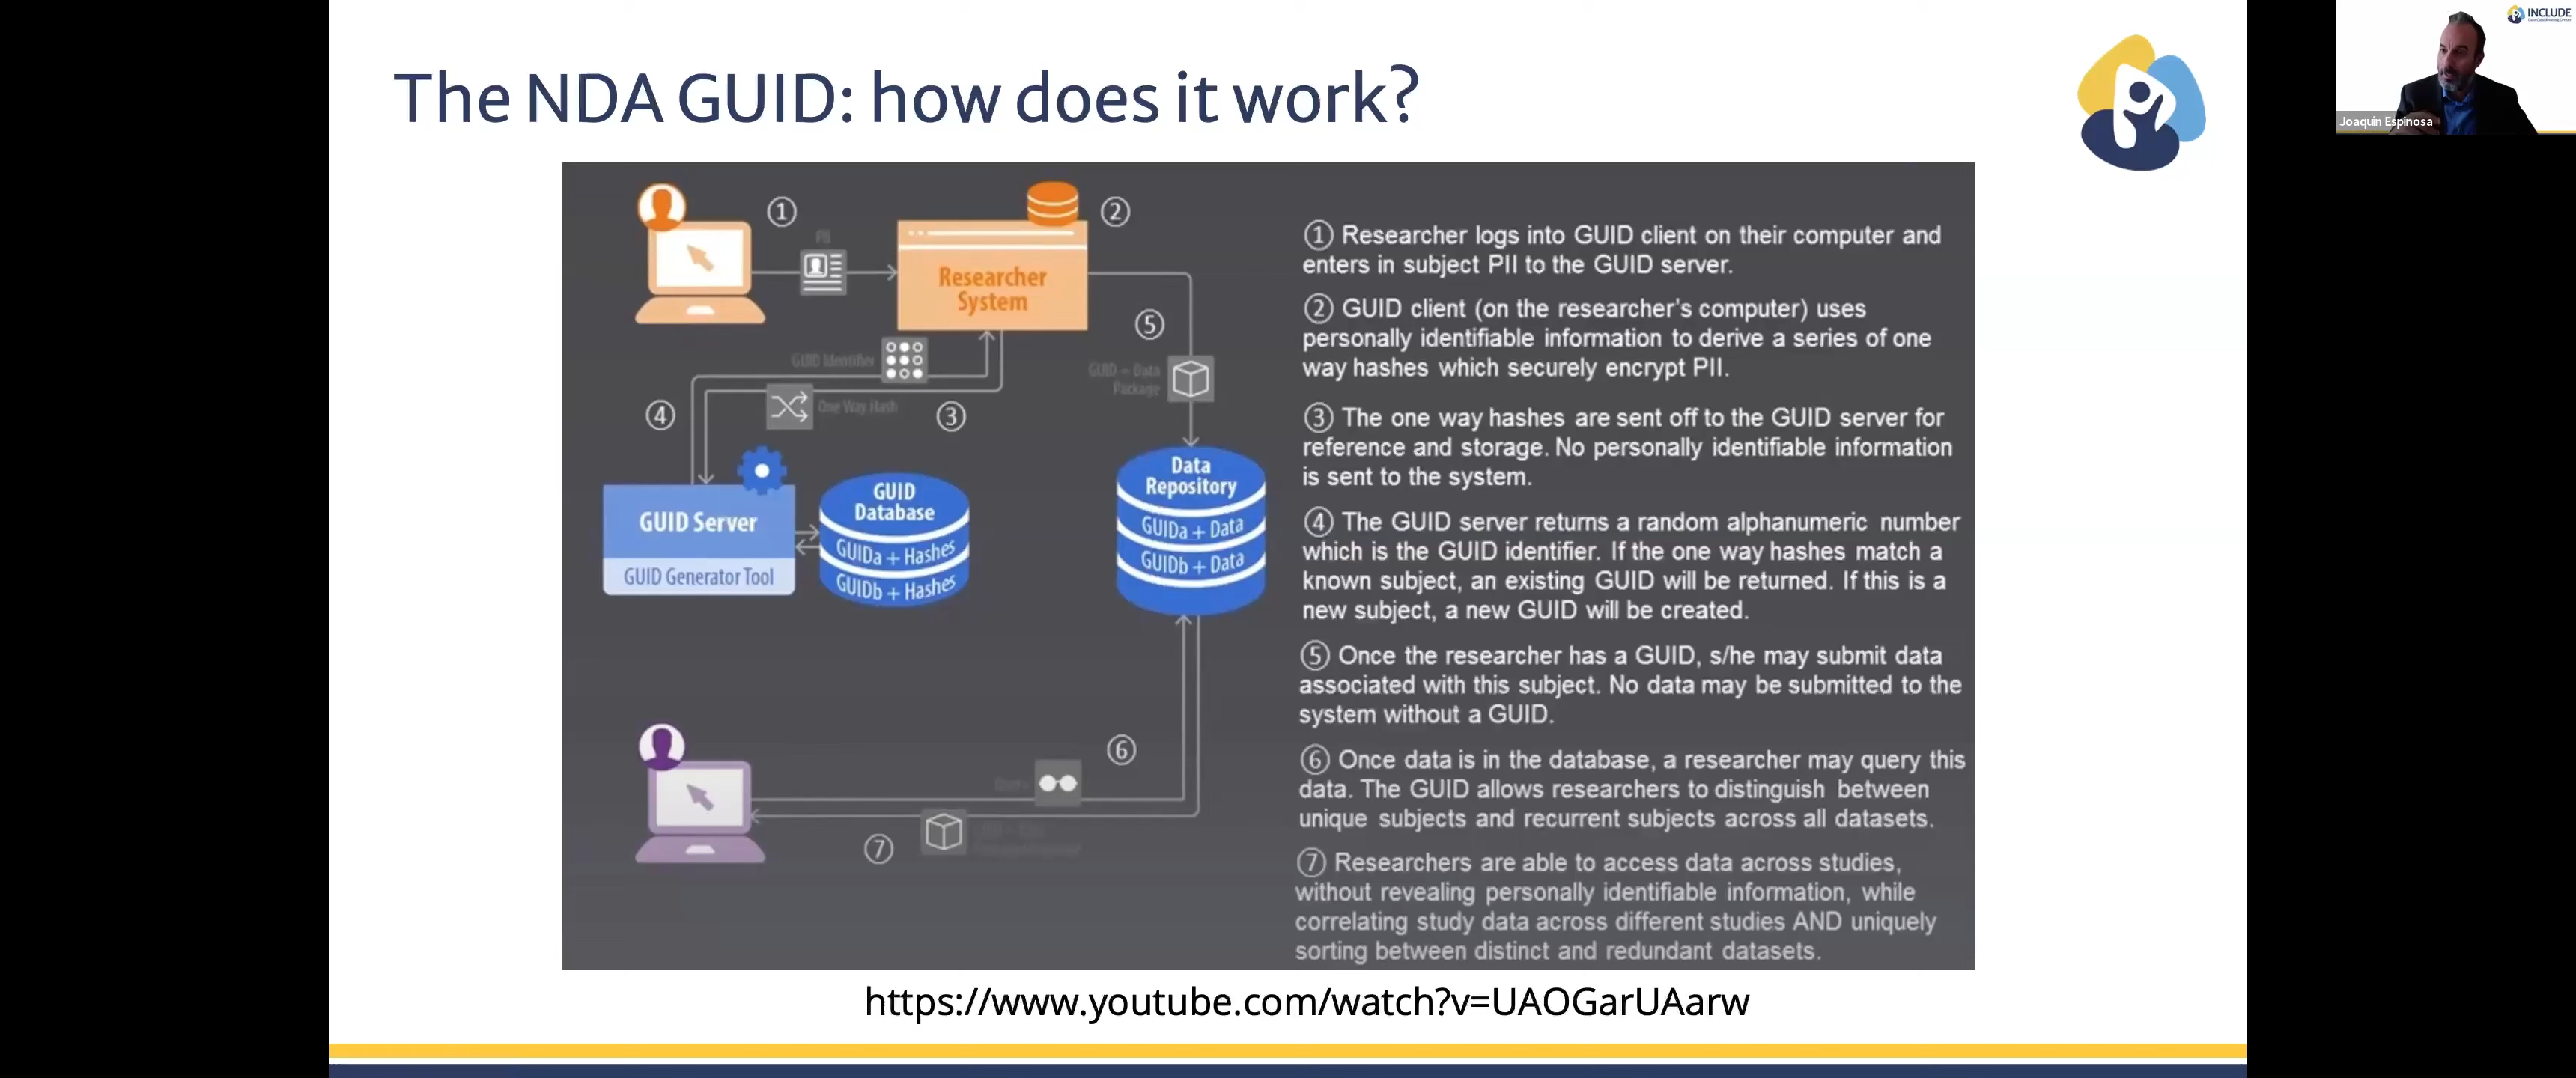 The NDA GUID: how does it work?
INCLUDE
Joaquín Espinosa
①
PII
②
Researcher
System
⑤
GUID Identifier
GUID + Data
Package
④
One Way Hash
③
GUID Server
GUID Generator Tool
GUID
Database
GUIDa + Hashes
GUIDb + Hashes
Data
Repository
GUIDa + Data
GUIDb + Data
⑥
⑦
① Researcher logs into GUID client on their computer and
enters in subject PII to the GUID server.
② GUID client (on the researcher's computer) uses
personally identifiable information to derive a series of one
way hashes which securely encrypt PII.
③ The one way hashes are sent off to the GUID server for
reference and storage. No personally identifiable information
is sent to the system.
④ The GUID server returns a random alphanumeric number
which is the GUID identifier. If the one way hashes match a
known subject, an existing GUID will be returned. If this is a
new subject, a new GUID will be created.
⑤ Once the researcher has a GUID, s/he may submit data
associated with this subject. No data may be submitted to the
system without a GUID.
⑥ Once data is in the database, a researcher may query this
data. The GUID allows researchers to distinguish between
unique subjects and recurrent subjects across all datasets.
⑦ Researchers are able to access data across studies,
without revealing personally identifiable information, while
correlating study data across different studies AND uniquely
sorting between distinct and redundant datasets.
https://www.youtube.com/watch?v=UAOGarUAarw